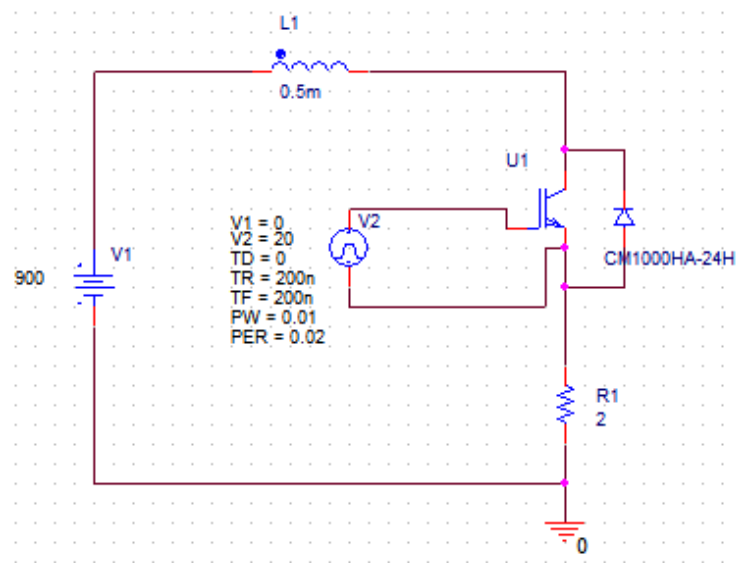 L1
0.5m
U1
V1 = 0
V2 = 20
TD = 0
TR = 200n
TF = 200n
PW = 0.01
PER = 0.02
V2
V1
900
CM1000HA-24H
R1
2
0